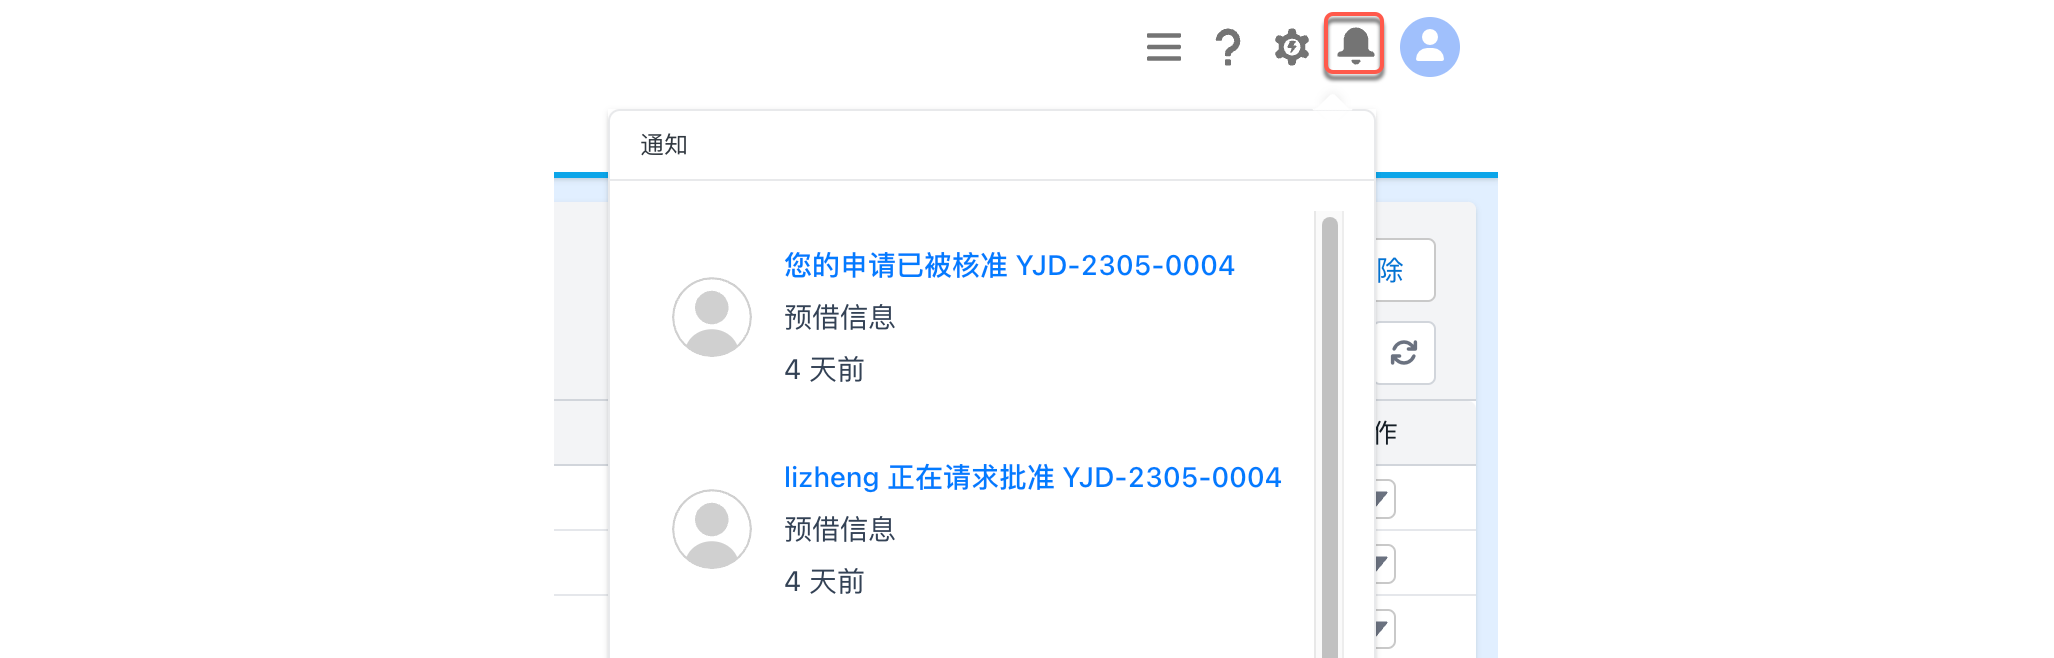 通知
您的申请已被核准 YJD-2305-0004
预借信息
4 天前
除
作
lizheng 正在请求批准 YJD-2305-0004
预借信息
4 天前